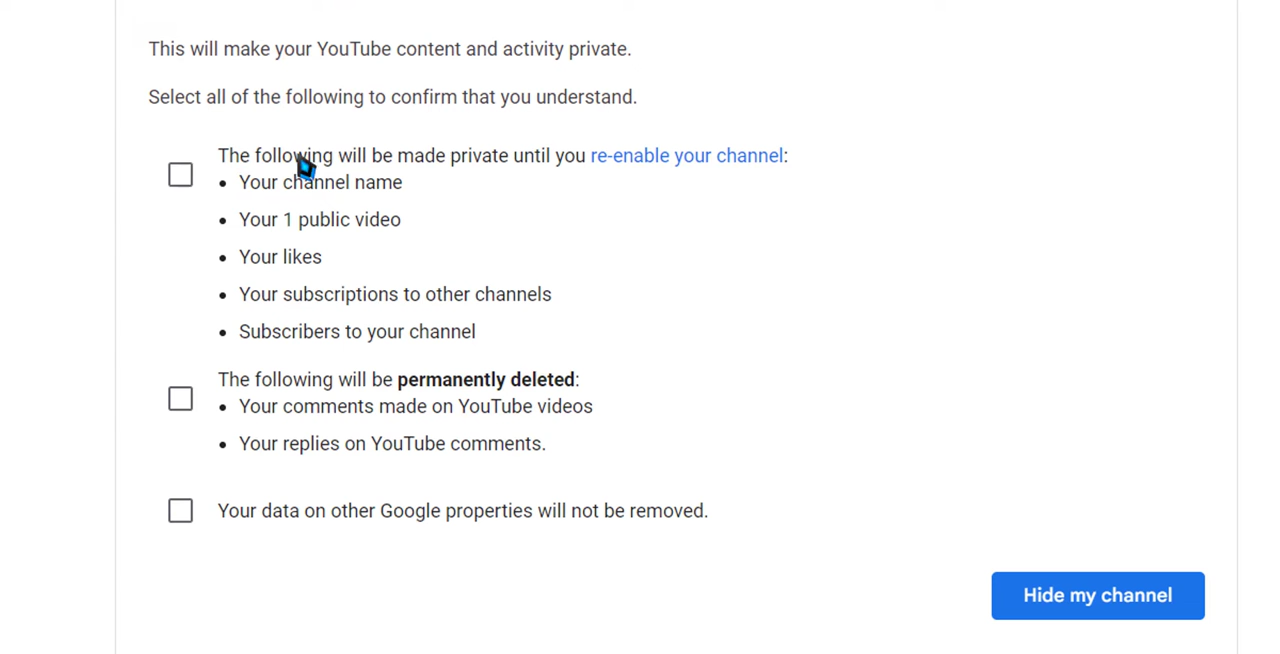 This will make your YouTube content and activity private.
Select all of the following to confirm that you understand.
The following will be made private until you re-enable your channel:
Your channel name
Your 1 public video
Your likes
Your subscriptions to other channels
Subscribers to your channel
The following will be permanently deleted:
Your comments made on YouTube videos
Your replies on YouTube comments.
Your data on other Google properties will not be removed.
Hide my channel